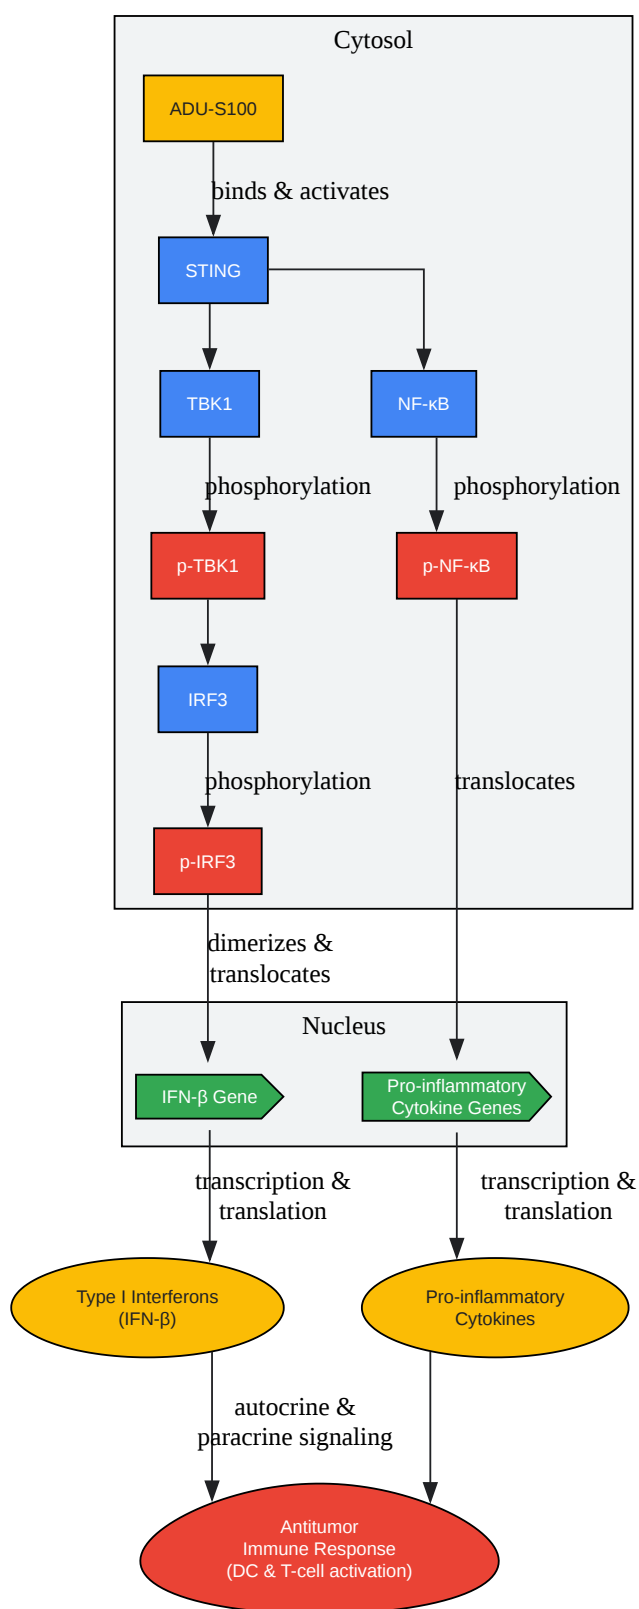 Cytosol
ADU-S100
binds & activates
STING
TBK1
NF-κB
phosphorylation
phosphorylation
p-TBK1
p-NF-κB
IRF3
phosphorylation
translocates
p-IRF3
dimerizes &
translocates
Nucleus
IFN-β Gene
Pro-inflammatory
Cytokine Genes
transcription &
translation
transcription &
translation
Type I Interferons
(IFN-β)
Pro-inflammatory
Cytokines
autocrine &
paracrine signaling
Antitumor
Immune Response
(DC & T-cell activation)